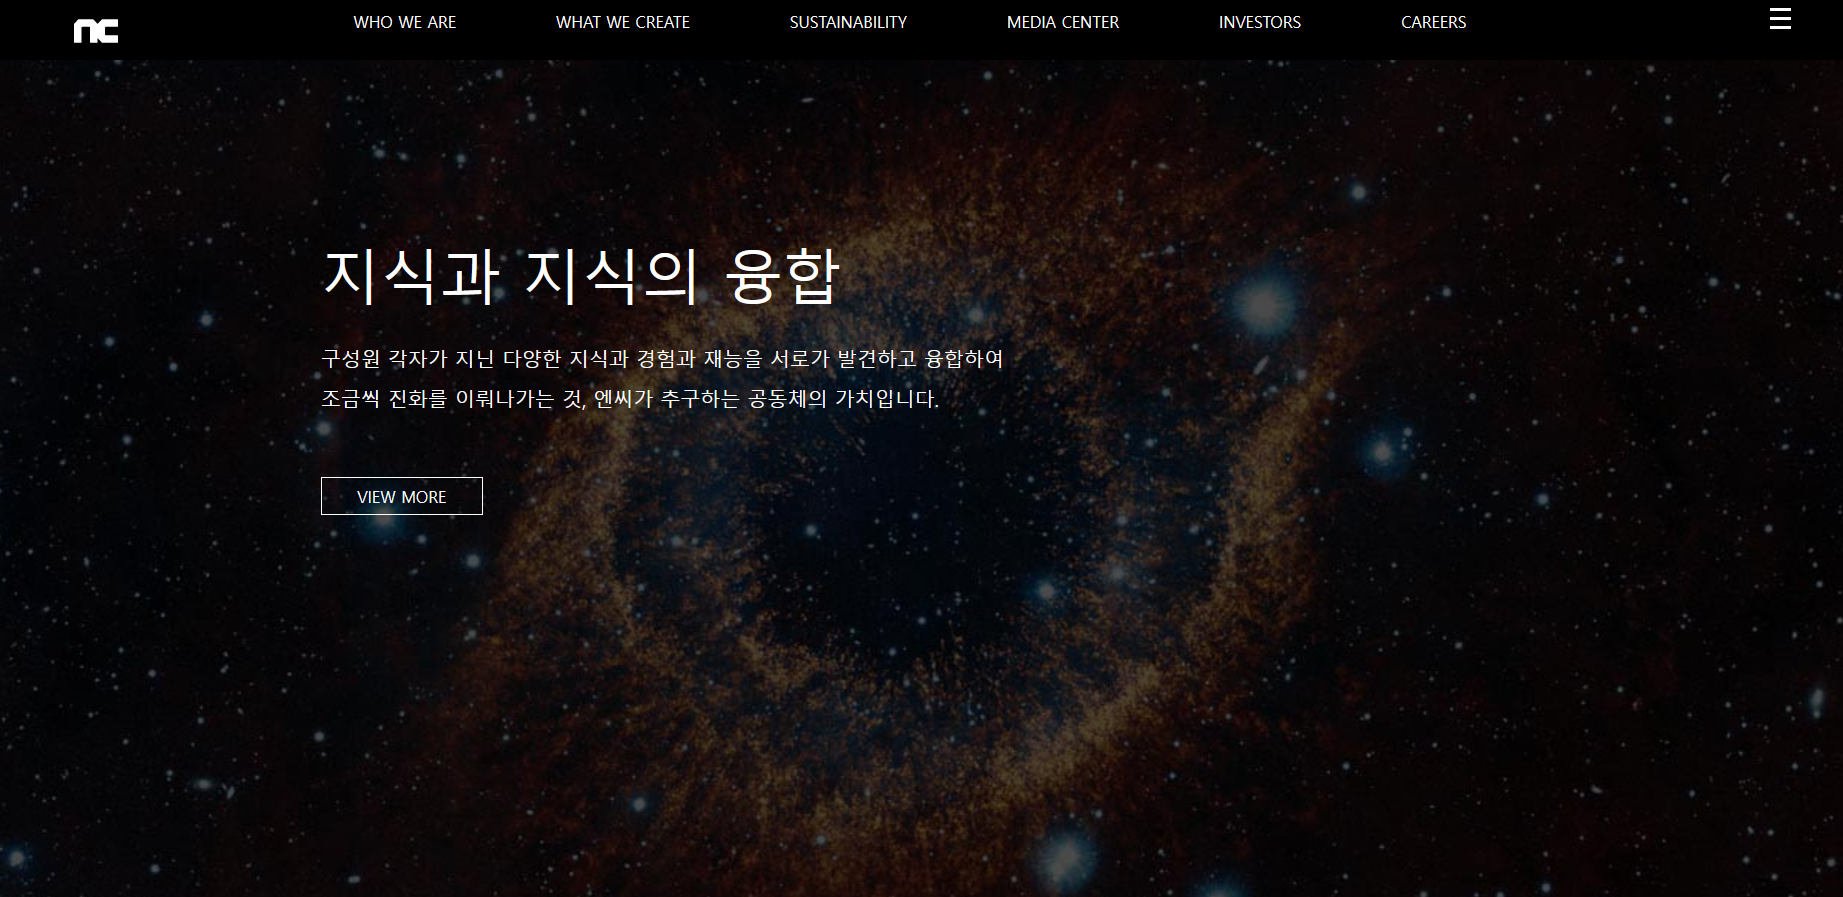 nc
WHO WE ARE
WHAT WE CREATE
SUSTAINABILITY
MEDIA CENTER
INVESTORS
CAREERS
지식과 지식의 융합
구성원 각자가 지닌 다양한 지식과 경험과 재능을 서로가 발견하고 융합하여
조금씩 진화를 이뤄나가는 것, 엔씨가 추구하는 공동체의 가치입니다.
VIEW MORE